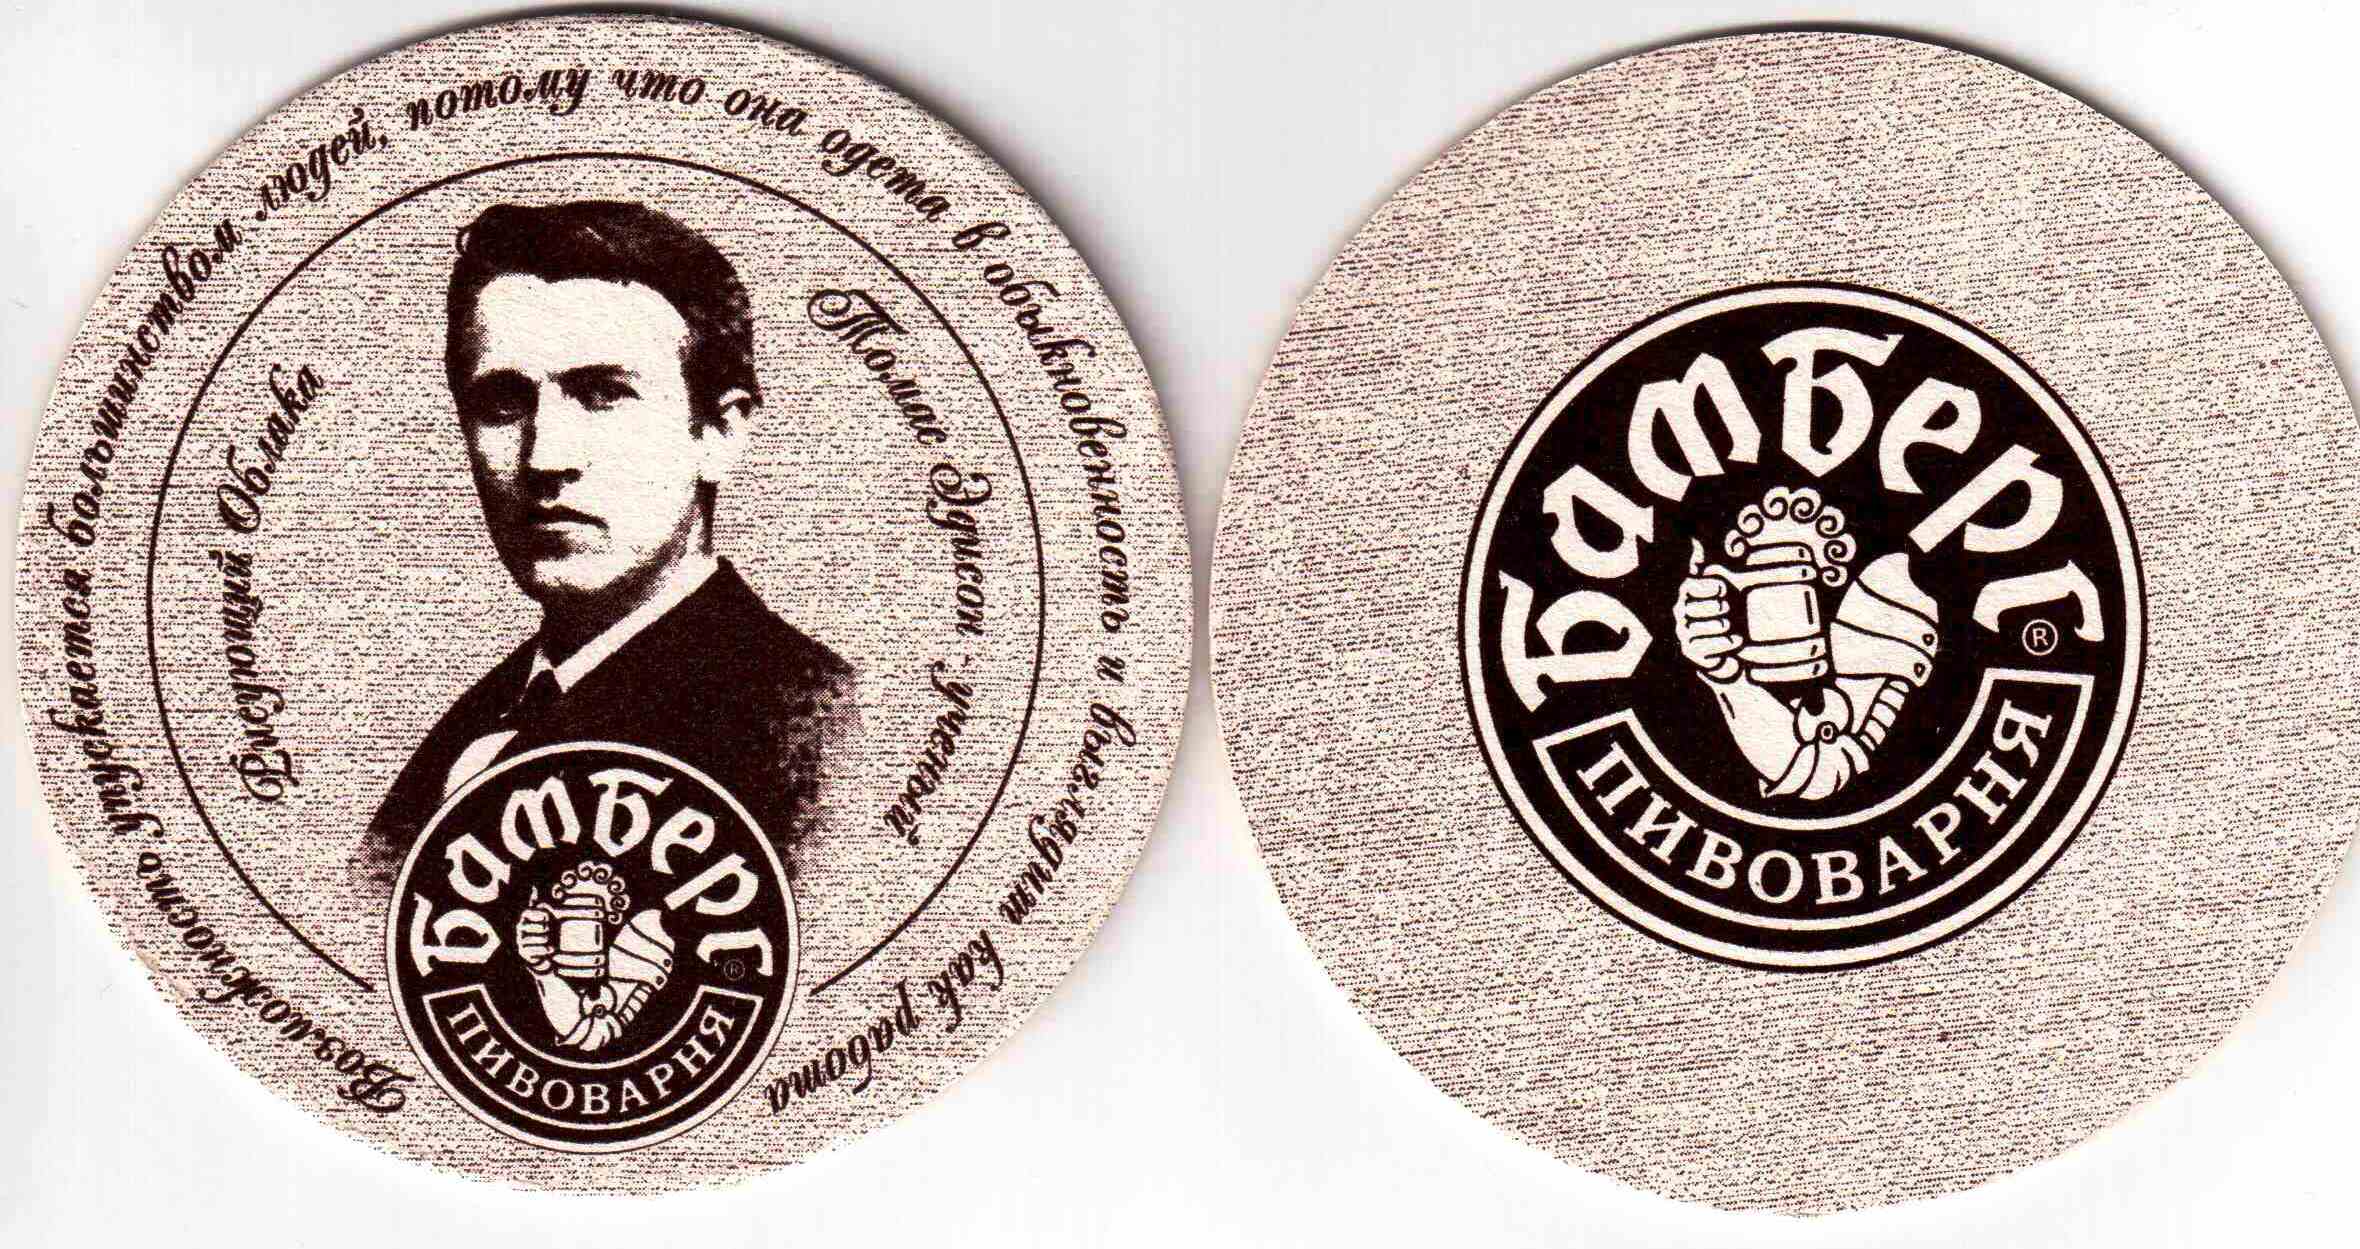 Возможность упускается большинством людей, потому что она одета в обыкновенность и выглядит как работа
Рисующий Облака
Томас Эдисон - ученый
Бамберг ®
ПИВОВАРНЯ
Бамберг ®
ПИВОВАРНЯ